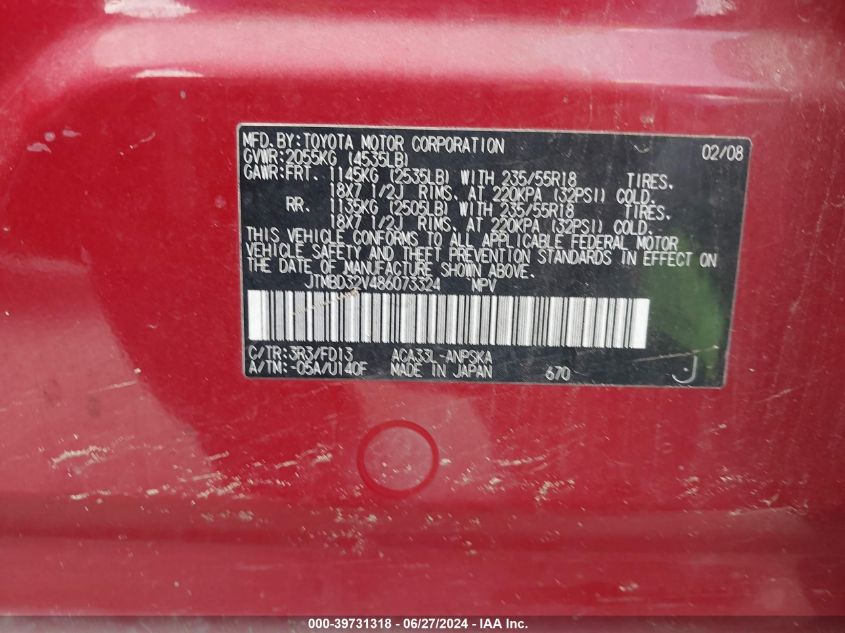 MFD. BY: TOYOTA MOTOR CORPORATION 02/08
GVWR: 2055KG (4535LB)
GAWR: FRT. 1145KG (2535LB) WITH 235/55R18 TIRES.
18X7 1/2J RIMS. AT 220KPA (32PSI) COLD.
RR. 1135KG (2505LB) WITH 235/55R18 TIRES.
18X7 1/2J RIMS. AT 220KPA (32PSI) COLD.
THIS VEHICLE CONFORMS TO ALL APPLICABLE FEDERAL MOTOR
VEHICLE SAFETY AND THEFT PREVENTION STANDARDS IN EFFECT ON
THE DATE OF MANUFACTURE SHOWN ABOVE.
JTMBD32V486073324 MPV
C/TR: 3R3/FD13 ACA33L-ANPSKA
A/TM: -05A/U140F MADE IN JAPAN 670 J
000-39731318 - 06/27/2024 - IAA Inc.